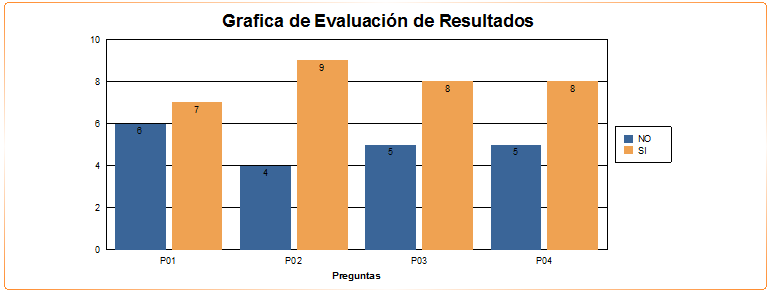 Grafica de Evaluación de Resultados
10
8
6
4
2
0
6
7
4
9
5
8
5
8
P01
P02
P03
P04
Preguntas
NO
SI